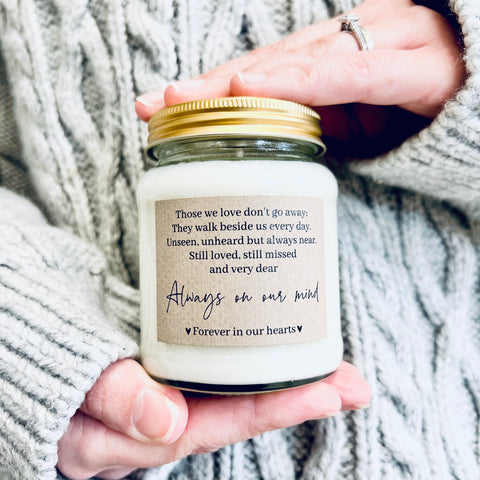 Those we love don't go away;
They walk beside us every day.
Unseen, unheard but always near.
Still loved, still missed
and very dear
Always on our mind
♥Forever in our hearts♥